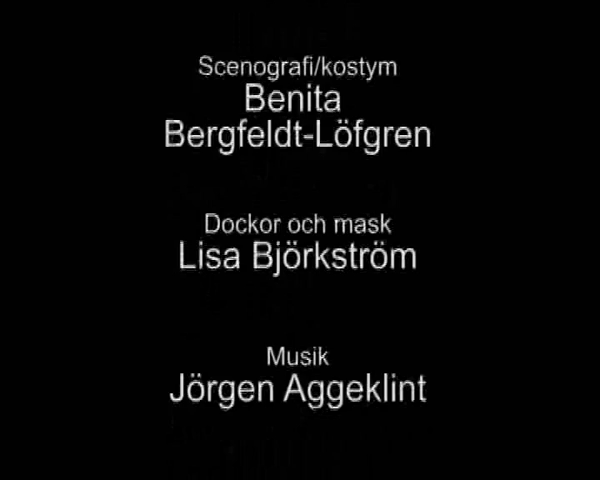 Scenografi/kostym
Benita
Bergfeldt-Löfgren
Dockor och mask
Lisa Björkström
Musik
Jörgen Aggeklint